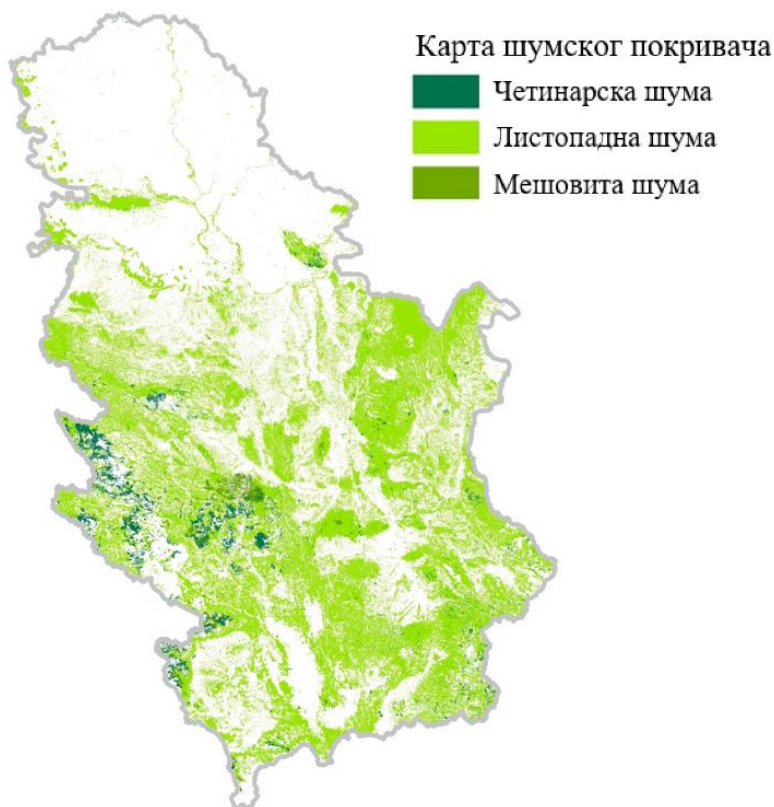 Карта шумског покривача
Четинарска шума
Листопадна шума
Мешовита шума